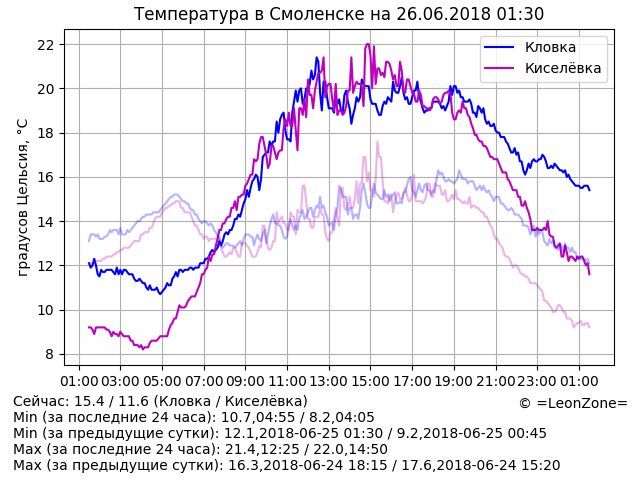 Температура в Смоленске на 26.06.2018 01:30
Кловка
Киселёвка
градусов Цельсия, °C
22
20
18
16
14
12
10
8
01:00 03:00 05:00 07:00 09:00 11:00 13:00 15:00 17:00 19:00 21:00 23:00 01:00
Сейчас: 15.4 / 11.6 (Кловка / Киселёвка)
© =LeonZone=
Min (за последние 24 часа): 10.7,04:55 / 8.2,04:05
Min (за предыдущие сутки): 12.1,2018-06-25 01:30 / 9.2,2018-06-25 00:45
Max (за последние 24 часа): 21.4,12:25 / 22.0,14:50
Max (за предыдущие сутки): 16.3,2018-06-24 18:15 / 17.6,2018-06-24 15:20